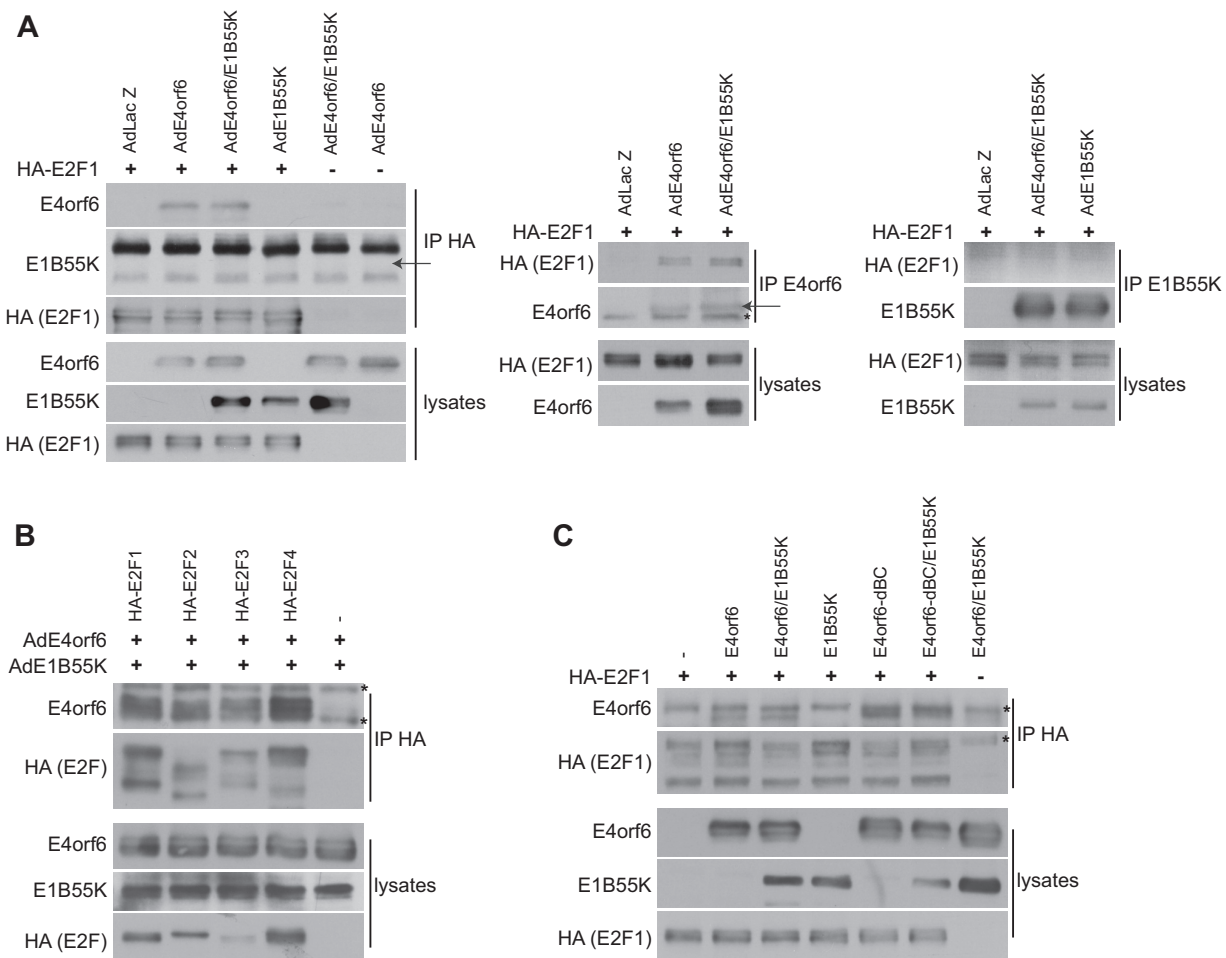 A
AdLac Z
AdE4orf6
AdE4orf6/E1B55K
AdE1B55K
AdE4orf6/E1B55K
AdE4orf6
HA-E2F1 + + + + - -
E4orf6
E1B55K
HA (E2F1)
IP HA
E4orf6
E1B55K
HA (E2F1)
lysates
AdLac Z
AdE4orf6
AdE4orf6/E1B55K
HA-E2F1 + + +
HA (E2F1)
E4orf6
*
IP E4orf6
HA (E2F1)
E4orf6
lysates
AdLac Z
AdE4orf6/E1B55K
AdE1B55K
HA-E2F1 + + +
HA (E2F1)
E1B55K
IP E1B55K
HA (E2F1)
E1B55K
lysates
B
HA-E2F1
HA-E2F2
HA-E2F3
HA-E2F4
-
AdE4orf6 + + + + +
AdE1B55K + + + + +
E4orf6
*
*
HA (E2F)
IP HA
E4orf6
E1B55K
HA (E2F)
lysates
C
-
E4orf6
E4orf6/E1B55K
E1B55K
E4orf6-dBC
E4orf6-dBC/E1B55K
E4orf6/E1B55K
HA-E2F1 + + + + + + -
E4orf6
*
HA (E2F1)
*
IP HA
E4orf6
E1B55K
HA (E2F1)
lysates